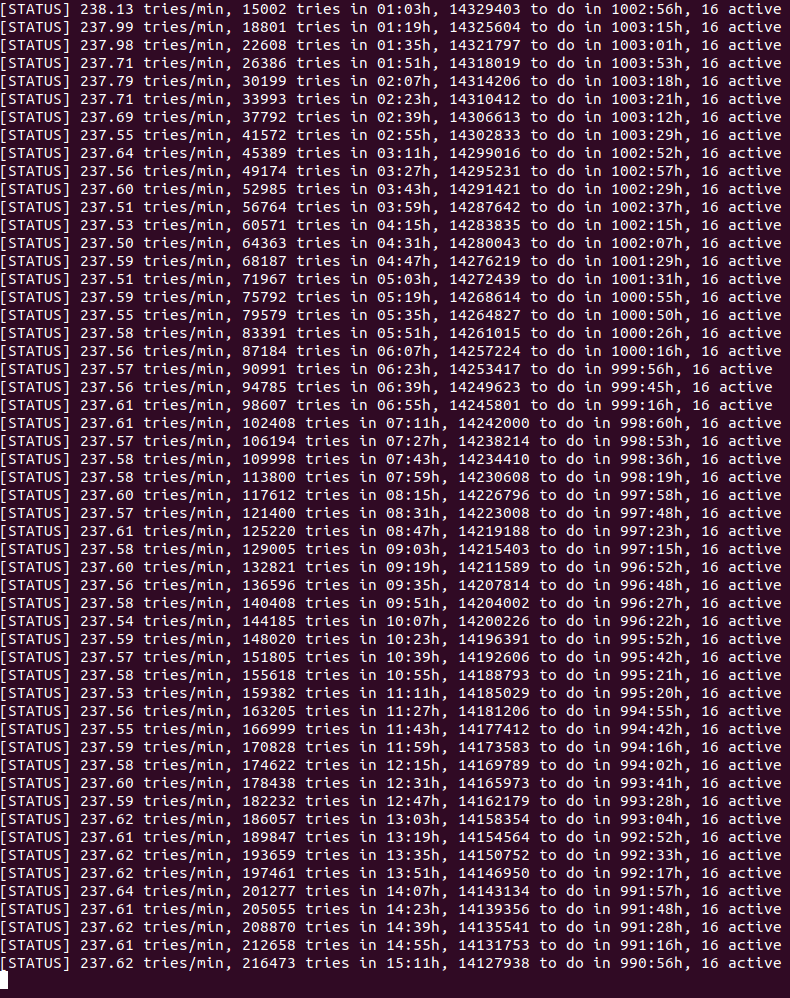 [STATUS] 238.13 tries/min, 15002 tries in 01:03h, 14329403 to do in 1002:56h, 16 active
[STATUS] 237.99 tries/min, 18801 tries in 01:19h, 14325604 to do in 1003:15h, 16 active
[STATUS] 237.98 tries/min, 22608 tries in 01:35h, 14321797 to do in 1003:01h, 16 active
[STATUS] 237.71 tries/min, 26386 tries in 01:51h, 14318019 to do in 1003:53h, 16 active
[STATUS] 237.79 tries/min, 30199 tries in 02:07h, 14314206 to do in 1003:18h, 16 active
[STATUS] 237.71 tries/min, 33993 tries in 02:23h, 14310412 to do in 1003:21h, 16 active
[STATUS] 237.69 tries/min, 37792 tries in 02:39h, 14306613 to do in 1003:12h, 16 active
[STATUS] 237.55 tries/min, 41572 tries in 02:55h, 14302833 to do in 1003:29h, 16 active
[STATUS] 237.64 tries/min, 45389 tries in 03:11h, 14299016 to do in 1002:52h, 16 active
[STATUS] 237.56 tries/min, 49174 tries in 03:27h, 14295231 to do in 1002:57h, 16 active
[STATUS] 237.60 tries/min, 52985 tries in 03:43h, 14291421 to do in 1002:29h, 16 active
[STATUS] 237.51 tries/min, 56764 tries in 03:59h, 14287642 to do in 1002:37h, 16 active
[STATUS] 237.53 tries/min, 60571 tries in 04:15h, 14283835 to do in 1002:15h, 16 active
[STATUS] 237.50 tries/min, 64363 tries in 04:31h, 14280043 to do in 1002:07h, 16 active
[STATUS] 237.59 tries/min, 68187 tries in 04:47h, 14276219 to do in 1001:29h, 16 active
[STATUS] 237.51 tries/min, 71967 tries in 05:03h, 14272439 to do in 1001:31h, 16 active
[STATUS] 237.59 tries/min, 75792 tries in 05:19h, 14268614 to do in 1000:55h, 16 active
[STATUS] 237.55 tries/min, 79579 tries in 05:35h, 14264827 to do in 1000:50h, 16 active
[STATUS] 237.58 tries/min, 83391 tries in 05:51h, 14261015 to do in 1000:26h, 16 active
[STATUS] 237.56 tries/min, 87184 tries in 06:07h, 14257224 to do in 1000:16h, 16 active
[STATUS] 237.57 tries/min, 90991 tries in 06:23h, 14253417 to do in 999:56h, 16 active
[STATUS] 237.56 tries/min, 94785 tries in 06:39h, 14249623 to do in 999:45h, 16 active
[STATUS] 237.61 tries/min, 98607 tries in 06:55h, 14245801 to do in 999:16h, 16 active
[STATUS] 237.61 tries/min, 102408 tries in 07:11h, 14242000 to do in 998:60h, 16 active
[STATUS] 237.57 tries/min, 106194 tries in 07:27h, 14238214 to do in 998:53h, 16 active
[STATUS] 237.58 tries/min, 109998 tries in 07:43h, 14234410 to do in 998:36h, 16 active
[STATUS] 237.58 tries/min, 113800 tries in 07:59h, 14230608 to do in 998:19h, 16 active
[STATUS] 237.60 tries/min, 117612 tries in 08:15h, 14226796 to do in 997:58h, 16 active
[STATUS] 237.57 tries/min, 121400 tries in 08:31h, 14223008 to do in 997:48h, 16 active
[STATUS] 237.61 tries/min, 125220 tries in 08:47h, 14219188 to do in 997:23h, 16 active
[STATUS] 237.58 tries/min, 129005 tries in 09:03h, 14215403 to do in 997:15h, 16 active
[STATUS] 237.60 tries/min, 132821 tries in 09:19h, 14211589 to do in 996:52h, 16 active
[STATUS] 237.56 tries/min, 136596 tries in 09:35h, 14207814 to do in 996:48h, 16 active
[STATUS] 237.58 tries/min, 140408 tries in 09:51h, 14204002 to do in 996:27h, 16 active
[STATUS] 237.54 tries/min, 144185 tries in 10:07h, 14200226 to do in 996:22h, 16 active
[STATUS] 237.59 tries/min, 148020 tries in 10:23h, 14196391 to do in 995:52h, 16 active
[STATUS] 237.57 tries/min, 151805 tries in 10:39h, 14192606 to do in 995:42h, 16 active
[STATUS] 237.58 tries/min, 155618 tries in 10:55h, 14188793 to do in 995:21h, 16 active
[STATUS] 237.53 tries/min, 159382 tries in 11:11h, 14185029 to do in 995:20h, 16 active
[STATUS] 237.56 tries/min, 163205 tries in 11:27h, 14181206 to do in 994:55h, 16 active
[STATUS] 237.55 tries/min, 166999 tries in 11:43h, 14177412 to do in 994:42h, 16 active
[STATUS] 237.59 tries/min, 170828 tries in 11:59h, 14173583 to do in 994:16h, 16 active
[STATUS] 237.58 tries/min, 174622 tries in 12:15h, 14169789 to do in 994:02h, 16 active
[STATUS] 237.60 tries/min, 178438 tries in 12:31h, 14165973 to do in 993:41h, 16 active
[STATUS] 237.59 tries/min, 182232 tries in 12:47h, 14162179 to do in 993:28h, 16 active
[STATUS] 237.62 tries/min, 186057 tries in 13:03h, 14158354 to do in 993:04h, 16 active
[STATUS] 237.61 tries/min, 189847 tries in 13:19h, 14154564 to do in 992:52h, 16 active
[STATUS] 237.62 tries/min, 193659 tries in 13:35h, 14150752 to do in 992:33h, 16 active
[STATUS] 237.62 tries/min, 197461 tries in 13:51h, 14146950 to do in 992:17h, 16 active
[STATUS] 237.64 tries/min, 201277 tries in 14:07h, 14143134 to do in 991:57h, 16 active
[STATUS] 237.61 tries/min, 205055 tries in 14:23h, 14139356 to do in 991:48h, 16 active
[STATUS] 237.62 tries/min, 208870 tries in 14:39h, 14135541 to do in 991:28h, 16 active
[STATUS] 237.61 tries/min, 212658 tries in 14:55h, 14131753 to do in 991:16h, 16 active
[STATUS] 237.62 tries/min, 216473 tries in 15:11h, 14127938 to do in 990:56h, 16 active